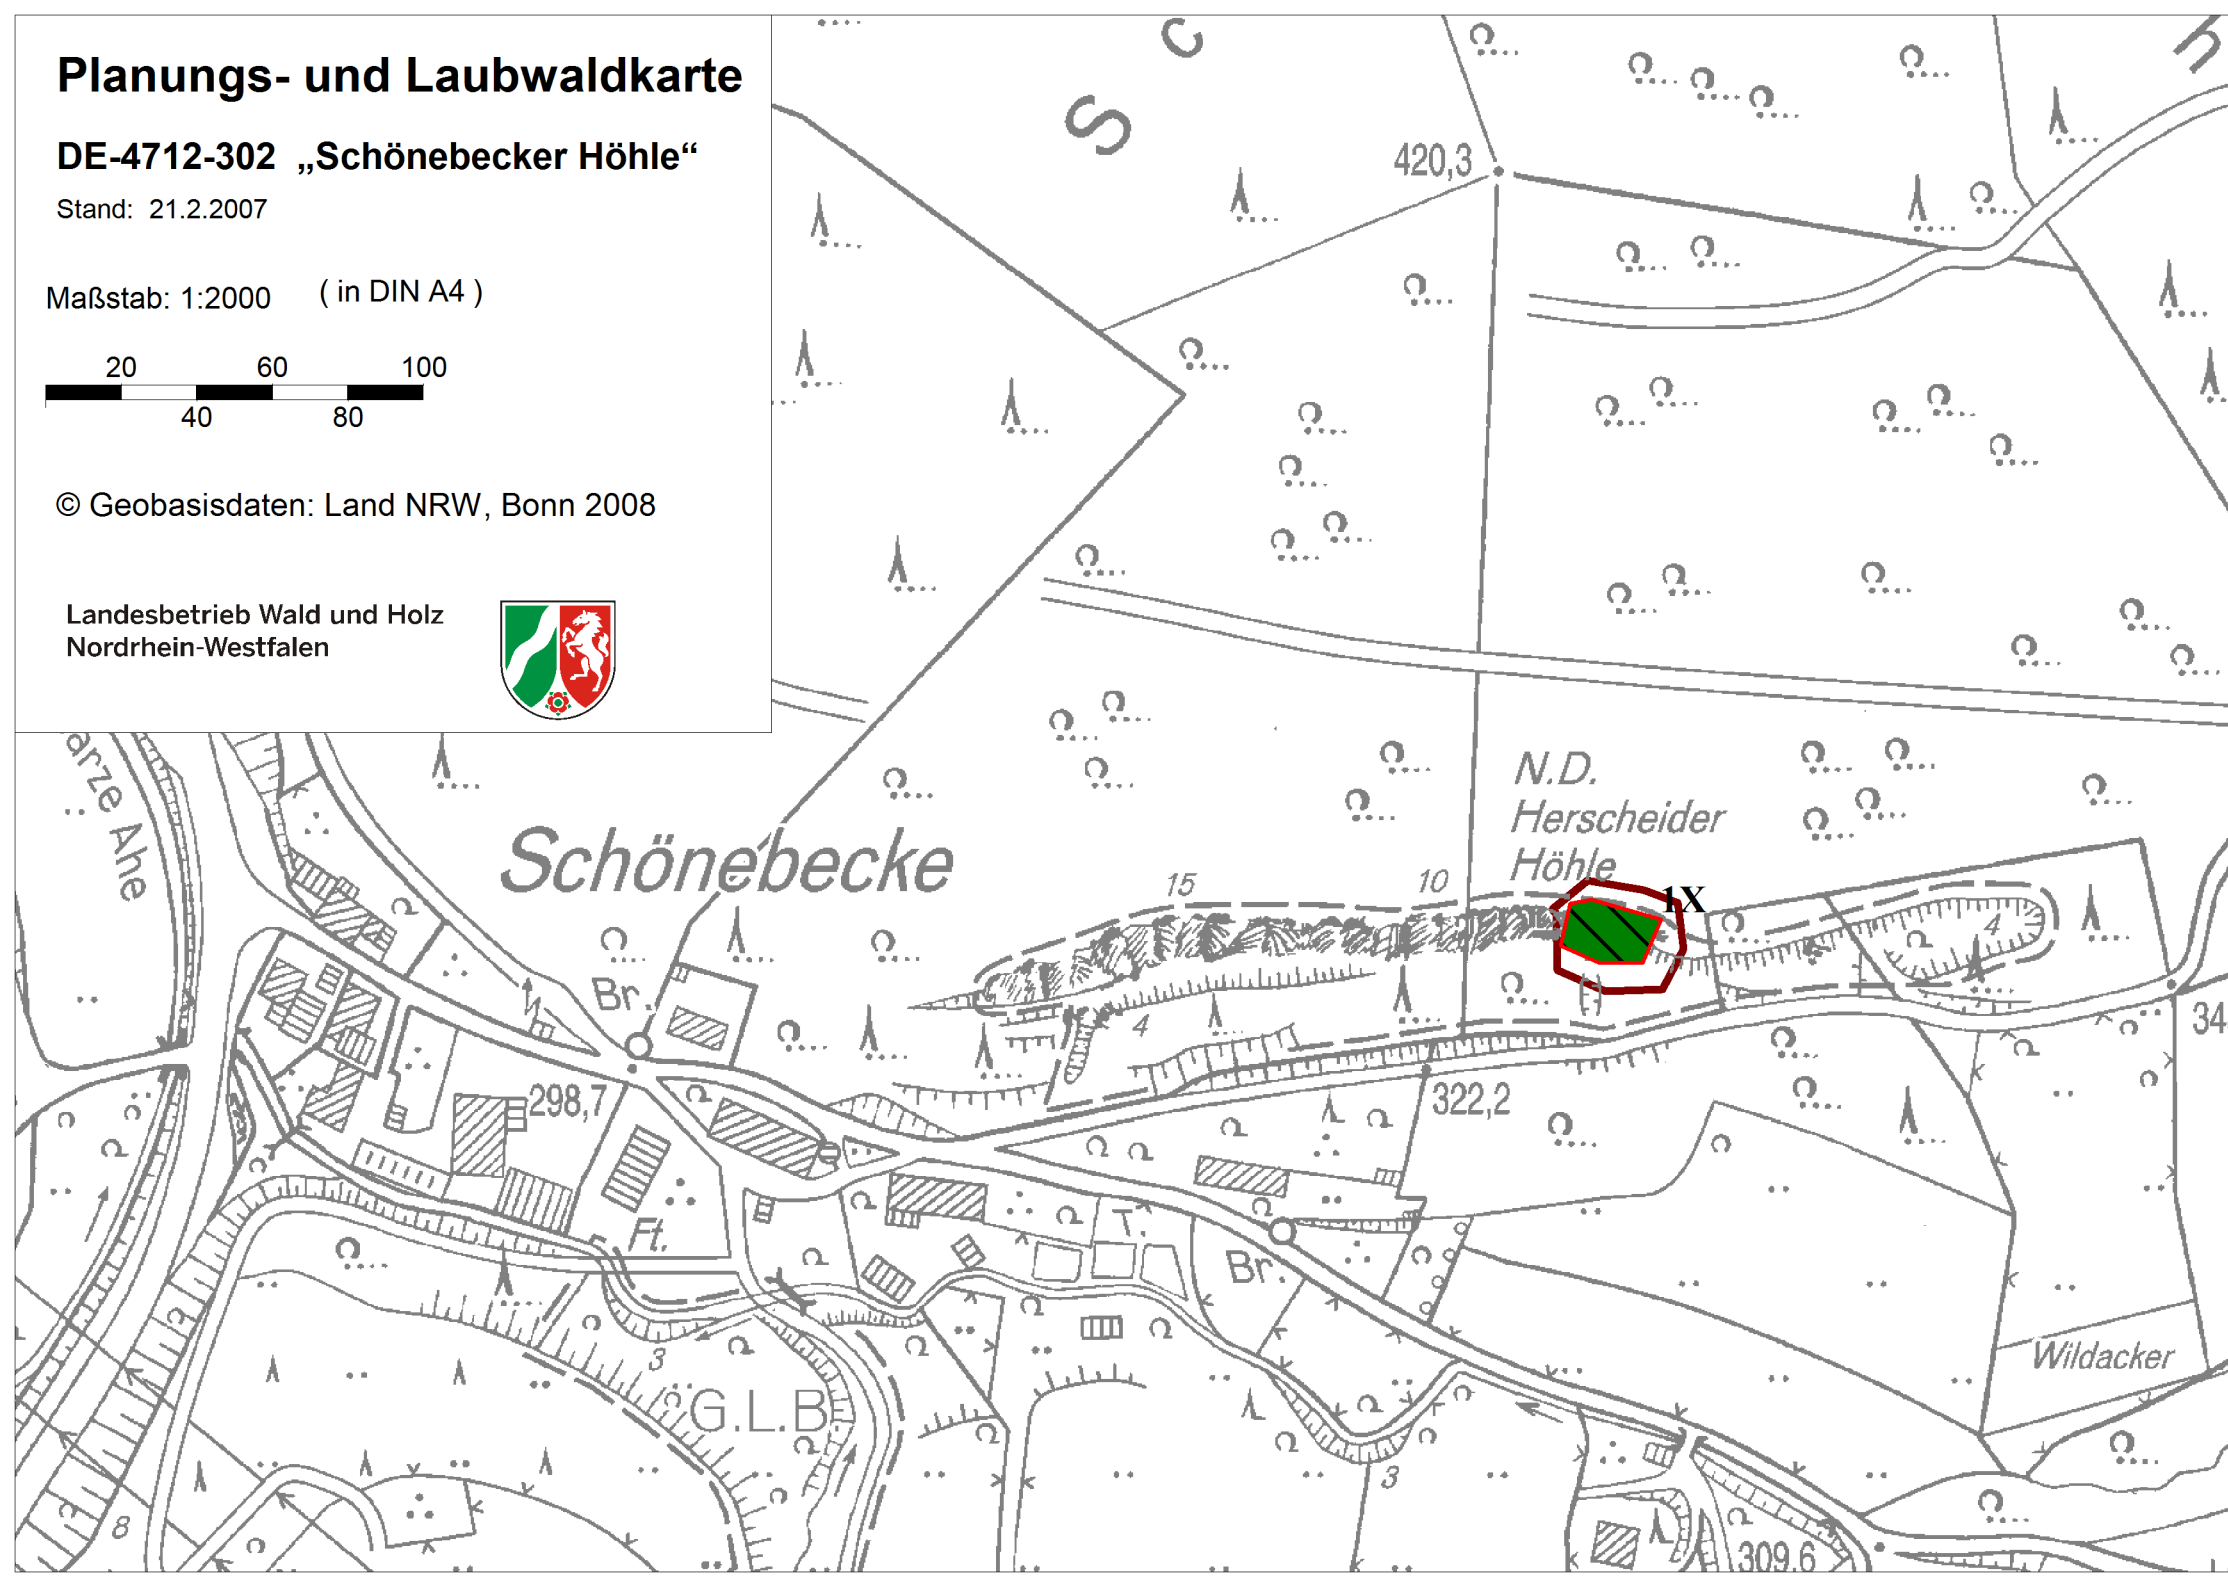 Planungs- und Laubwaldkarte
DE-4712-302 „Schönebecker Höhle“
Stand: 21.2.2007
Maßstab: 1:2000 ( in DIN A4 )
20 60 100
40 80
© Geobasisdaten: Land NRW, Bonn 2008
Landesbetrieb Wald und Holz
Nordrhein-Westfalen
S c h
420,3
arze Ahe
Schönebecke
N.D.
Herscheider
Höhle
1X
15
10
4
4
Br.
34
298,7
322,2
Ft.
T.
Br.
3
G.L.B.
Wildacker
3
8
309,6